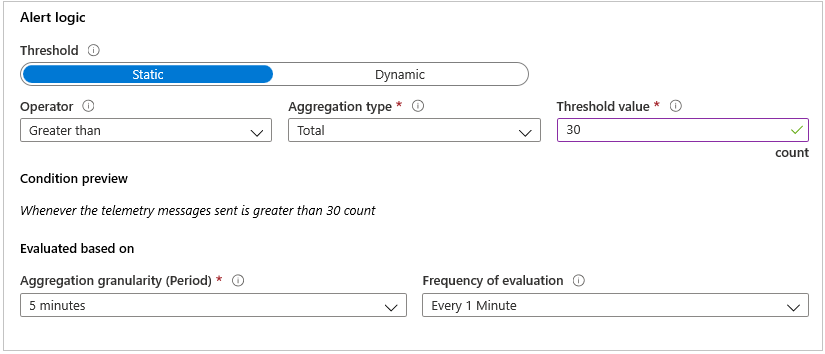 Alert logic
Threshold
Static Dynamic
Operator Aggregation type * Threshold value *
Greater than Total 30
count
Condition preview
Whenever the telemetry messages sent is greater than 30 count
Evaluated based on
Aggregation granularity (Period) * Frequency of evaluation
5 minutes Every 1 Minute